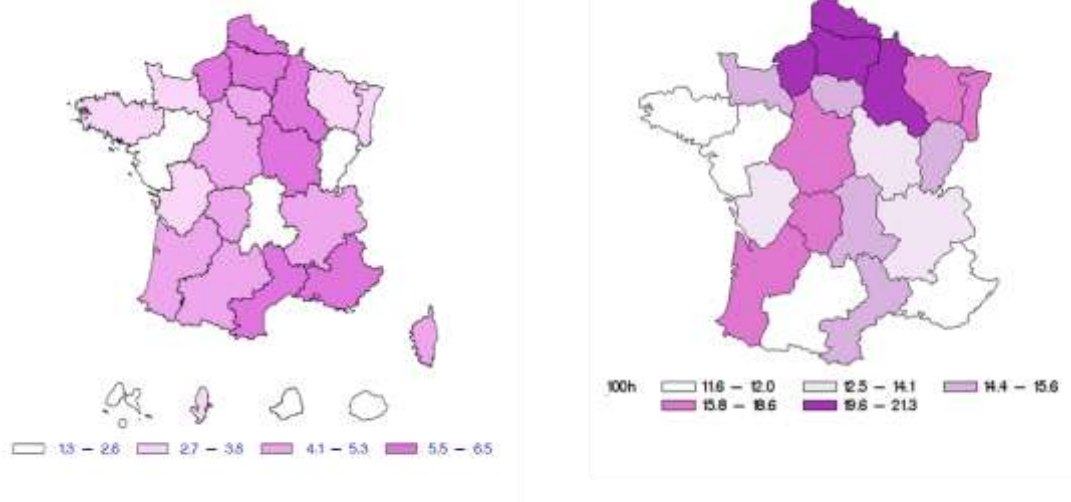 1.3 – 2.6 2.7 – 3.8 4.1 – 5.3 5.5 – 6.5
100h 11.6 – 12.0 12.5 – 14.1 14.4 – 15.6
15.8 – 18.6 19.6 – 21.3